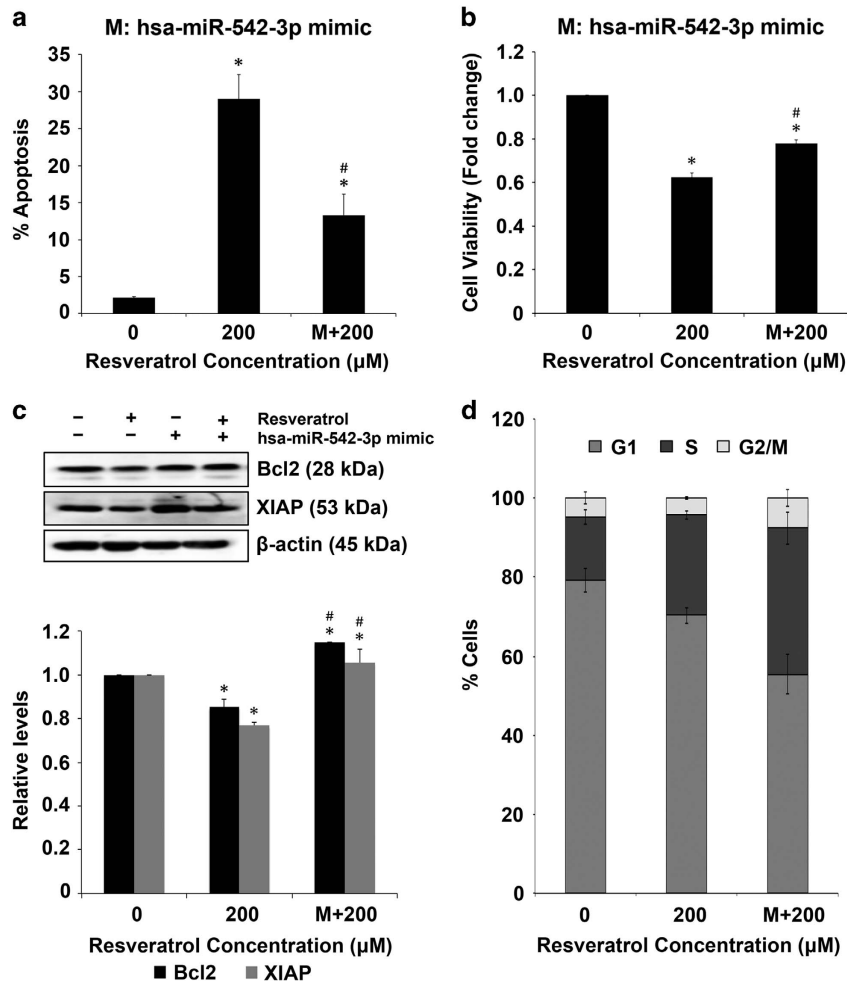 a
M: hsa-miR-542-3p mimic
35
30
25
20
15
10
5
0
% Apoptosis
*
#
*
0 200 M+200
Resveratrol Concentration (µM)
b
M: hsa-miR-542-3p mimic
1.2
1.0
0.8
0.6
0.4
0.2
0
Cell Viability (Fold change)
*
#
*
0 200 M+200
Resveratrol Concentration (µM)
c
– + – + Resveratrol
– – + + hsa-miR-542-3p mimic
Bcl2 (28 kDa)
XIAP (53 kDa)
β-actin (45 kDa)
1.2
1.0
0.8
0.6
0.4
0.2
0
Relative levels
* *
# #
* *
0 200 M+200
Resveratrol Concentration (µM)
Bcl2 XIAP
d
120
100
80
60
40
20
0
% Cells
G1 S G2/M
0 200 M+200
Resveratrol Concentration (µM)